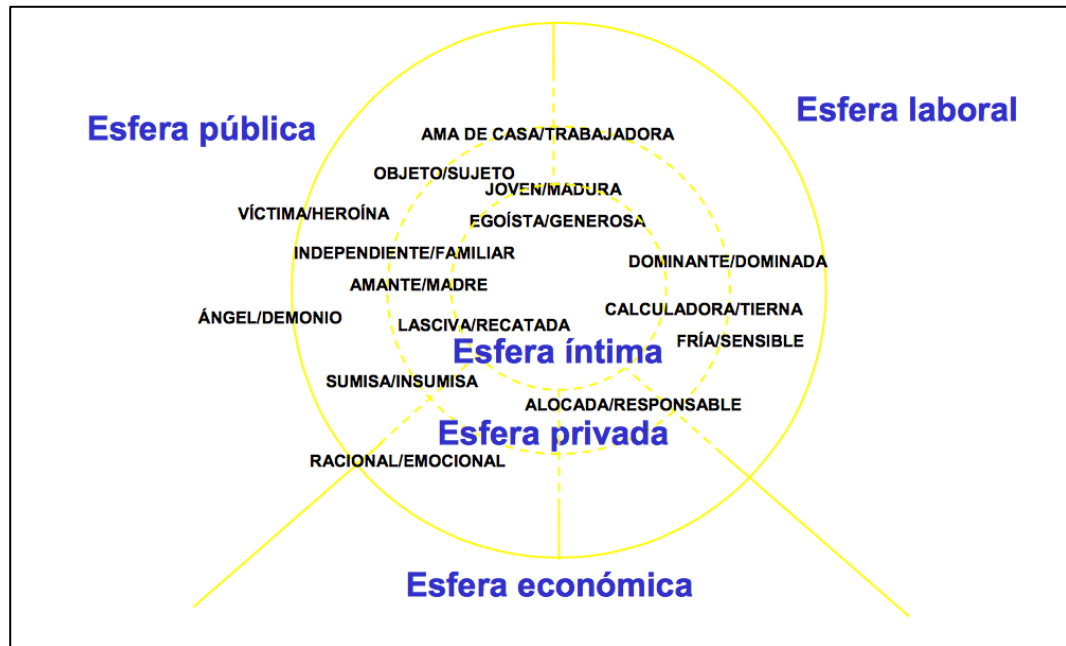 Esfera pública
Esfera laboral
AMA DE CASA/TRABAJADORA
OBJETO/SUJETO
JOVEN/MADURA
VÍCTIMA/HEROÍNA
EGOÍSTA/GENEROSA
INDEPENDIENTE/FAMILIAR
DOMINANTE/DOMINADA
AMANTE/MADRE
CALCULADORA/TIERNA
ÁNGEL/DEMONIO
LASCIVA/RECATADA
FRÍA/SENSIBLE
Esfera íntima
SUMISA/INSUMISA
ALOCADA/RESPONSABLE
Esfera privada
RACIONAL/EMOCIONAL
Esfera económica